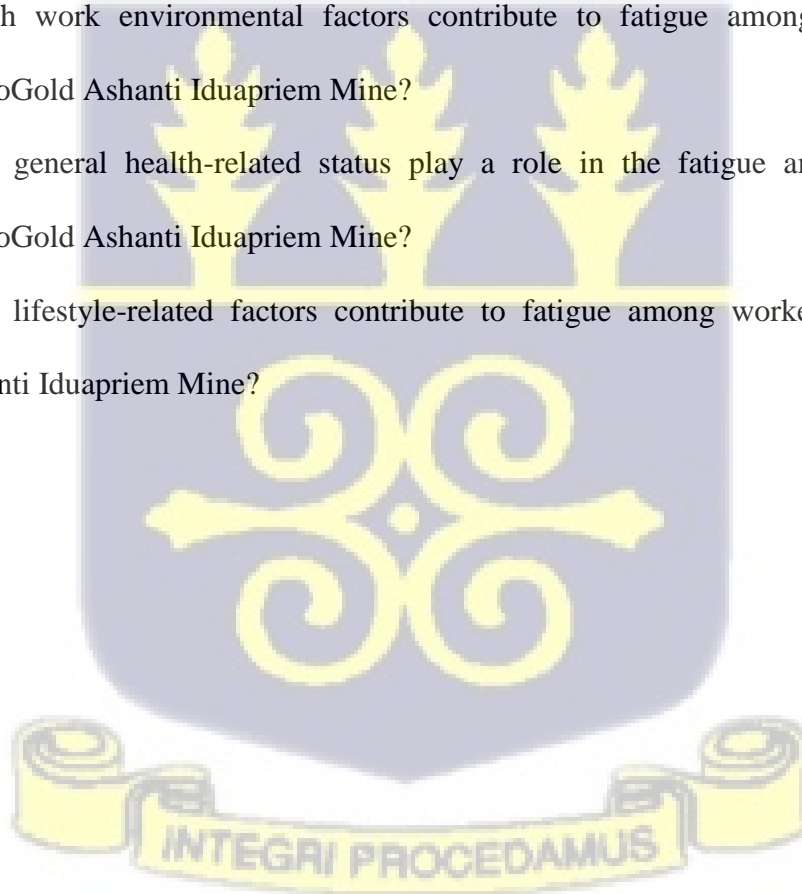 h work environmental factors contribute to fatigue among
oGold Ashanti Iduapriem Mine?
general health-related status play a role in the fatigue a
oGold Ashanti Iduapriem Mine?
lifestyle-related factors contribute to fatigue among worke
nti Iduapriem Mine?
INTEGRI PROCEDAMUS